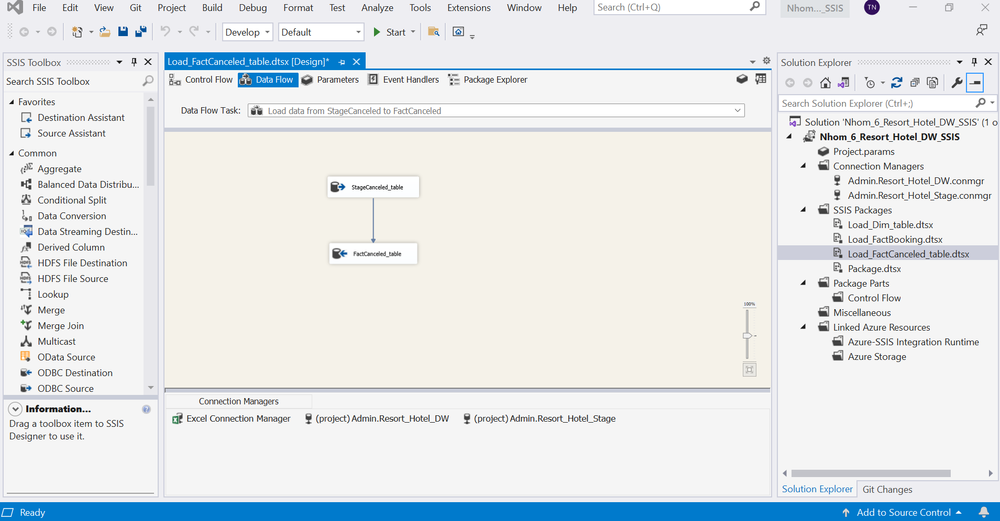 File Edit View Git Project Build Debug Format Test Analyze Tools Extensions Window Help Search (Ctrl+Q) Nhom..._SSIS TN
Develop Default Start
SSIS Toolbox
Search SSIS Toolbox
Favorites
Destination Assistant
Source Assistant
Common
Aggregate
Balanced Data Distribu...
Conditional Split
Data Conversion
Data Streaming Destin...
Derived Column
HDFS File Destination
HDFS File Source
Lookup
Merge
Merge Join
Multicast
OData Source
ODBC Destination
ODBC Source
Information...
Drag a toolbox item to SSIS
Designer to use it.
Load_FactCanceled_table.dtsx [Design]*
Control Flow Data Flow Parameters Event Handlers Package Explorer
Data Flow Task: Load data from StageCanceled to FactCanceled
StageCanceled_table
FactCanceled_table
100%
Connection Managers
Excel Connection Manager (project) Admin.Resort_Hotel_DW (project) Admin.Resort_Hotel_Stage
Solution Explorer
Search Solution Explorer (Ctrl+;)
Solution 'Nhom_6_Resort_Hotel_DW_SSIS' (1 o
Nhom_6_Resort_Hotel_DW_SSIS
Project.params
Connection Managers
Admin.Resort_Hotel_DW.conmgr
Admin.Resort_Hotel_Stage.conmgr
SSIS Packages
Load_Dim_table.dtsx
Load_FactBooking.dtsx
Load_FactCanceled_table.dtsx
Package.dtsx
Package Parts
Control Flow
Miscellaneous
Linked Azure Resources
Azure-SSIS Integration Runtime
Azure Storage
Solution Explorer Git Changes
Ready Add to Source Control